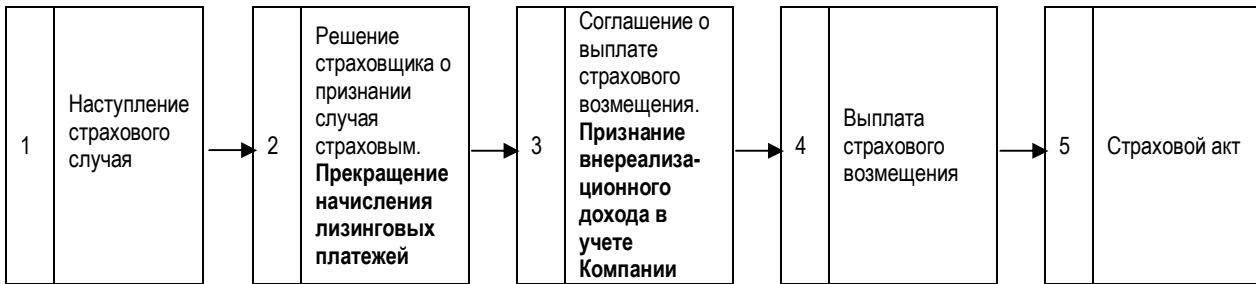 1
Наступление
страхового
случая
2
Решение
страховщика о
признании
случая
страховым.
Прекращение
начисления
лизинговых
платежей
3
Соглашение о
выплате
страхового
возмещения.
Признание
внереализа-
ционного
дохода в
учете
Компании
4
Выплата
страхового
возмещения
5
Страховой акт